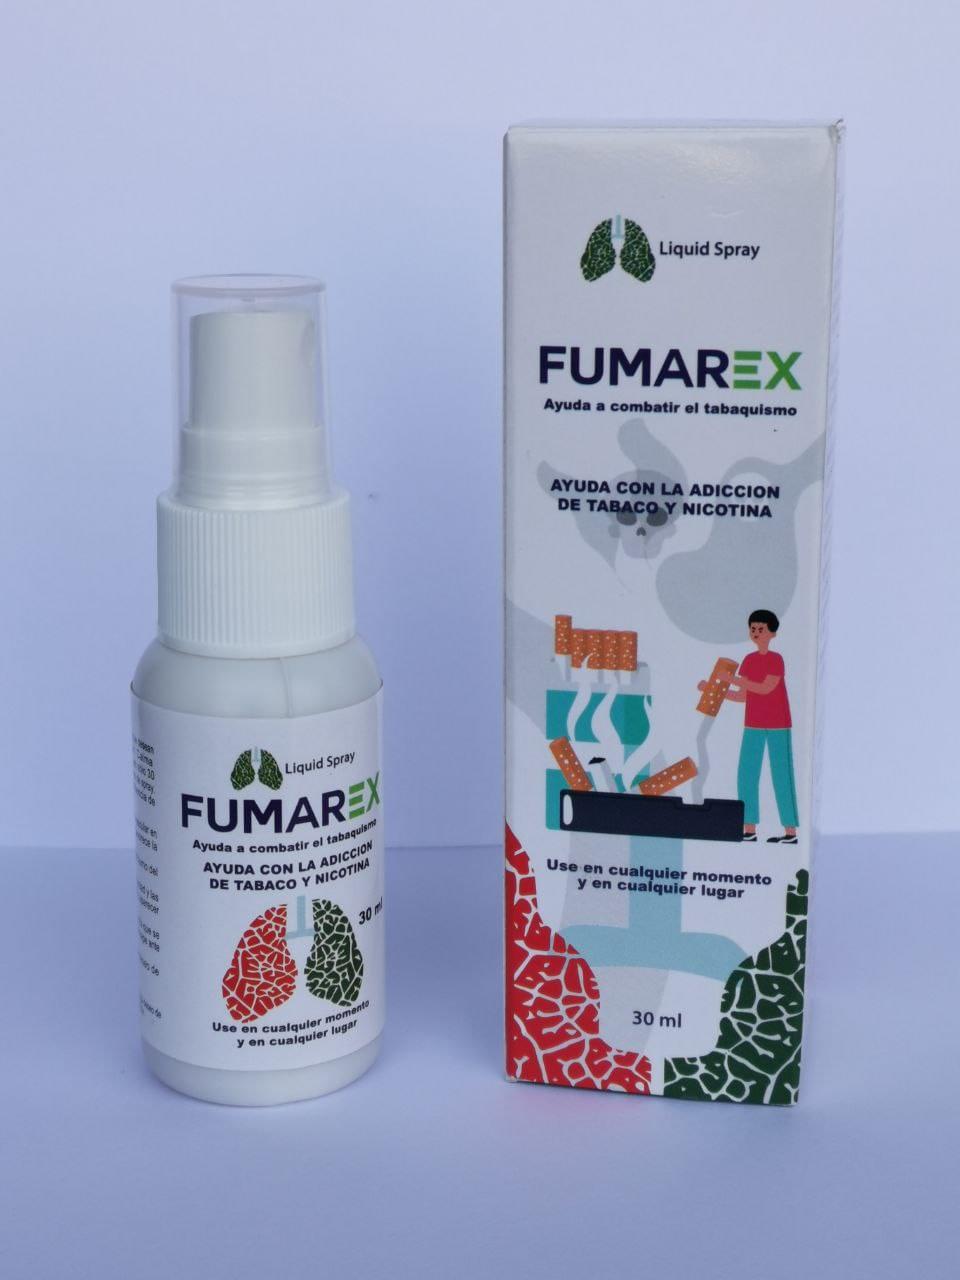 Liquid Spray
FUMAREX
Ayuda a combatir el tabaquismo
AYUDA CON LA ADICCION
DE TABACO Y NICOTINA
30 ml
Use en cualquier momento
y en cualquier lugar
Liquid Spray
FUMAREX
Ayuda a combatir el tabaquismo
AYUDA CON LA ADICCION
DE TABACO Y NICOTINA
Use en cualquier momento
y en cualquier lugar
30 ml